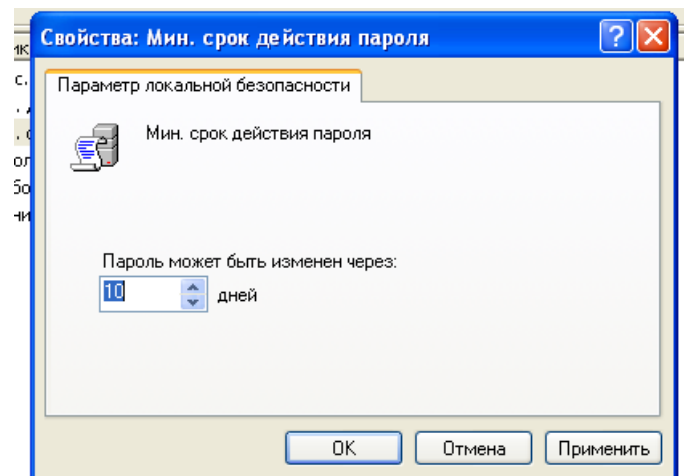 Свойства: Мин. срок действия пароля
Параметр локальной безопасности
Мин. срок действия пароля
Пароль может быть изменен через:
10 дней
OK Отмена Применить